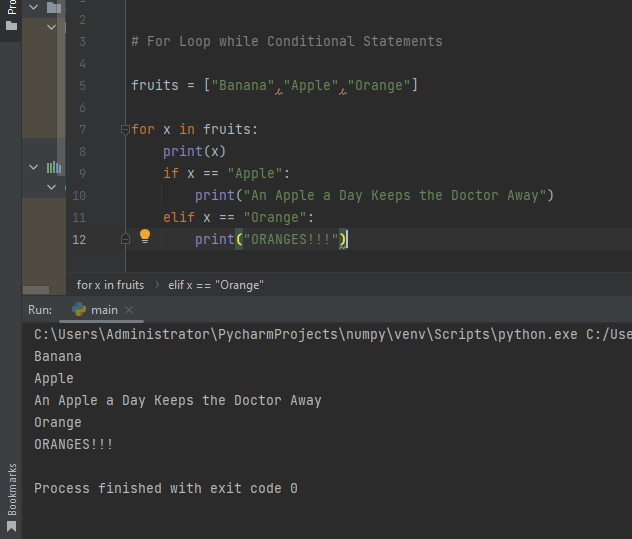 Pro
1
2
3 # For Loop while Conditional Statements
4
5 fruits = ["Banana","Apple","Orange"]
6
7 for x in fruits:
8 print(x)
9 if x == "Apple":
10 print("An Apple a Day Keeps the Doctor Away")
11 elif x == "Orange":
12 print("ORANGES!!!")
for x in fruits > elif x == "Orange"
Run: main ×
C:\Users\Administrator\PycharmProjects\numpy\venv\Scripts\python.exe C:/Use
Banana
Apple
An Apple a Day Keeps the Doctor Away
Orange
ORANGES!!!
Process finished with exit code 0
Bookmarks